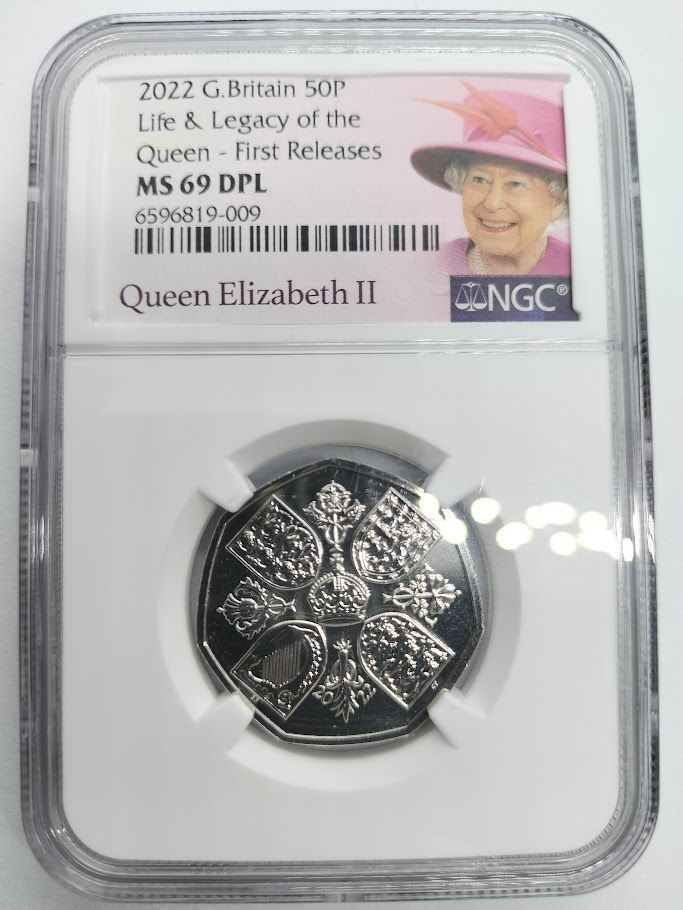 2022 G.Britain 50P
Life & Legacy of the
Queen - First Releases
MS 69 DPL
6596819-009
Queen Elizabeth II
NGC®
2022